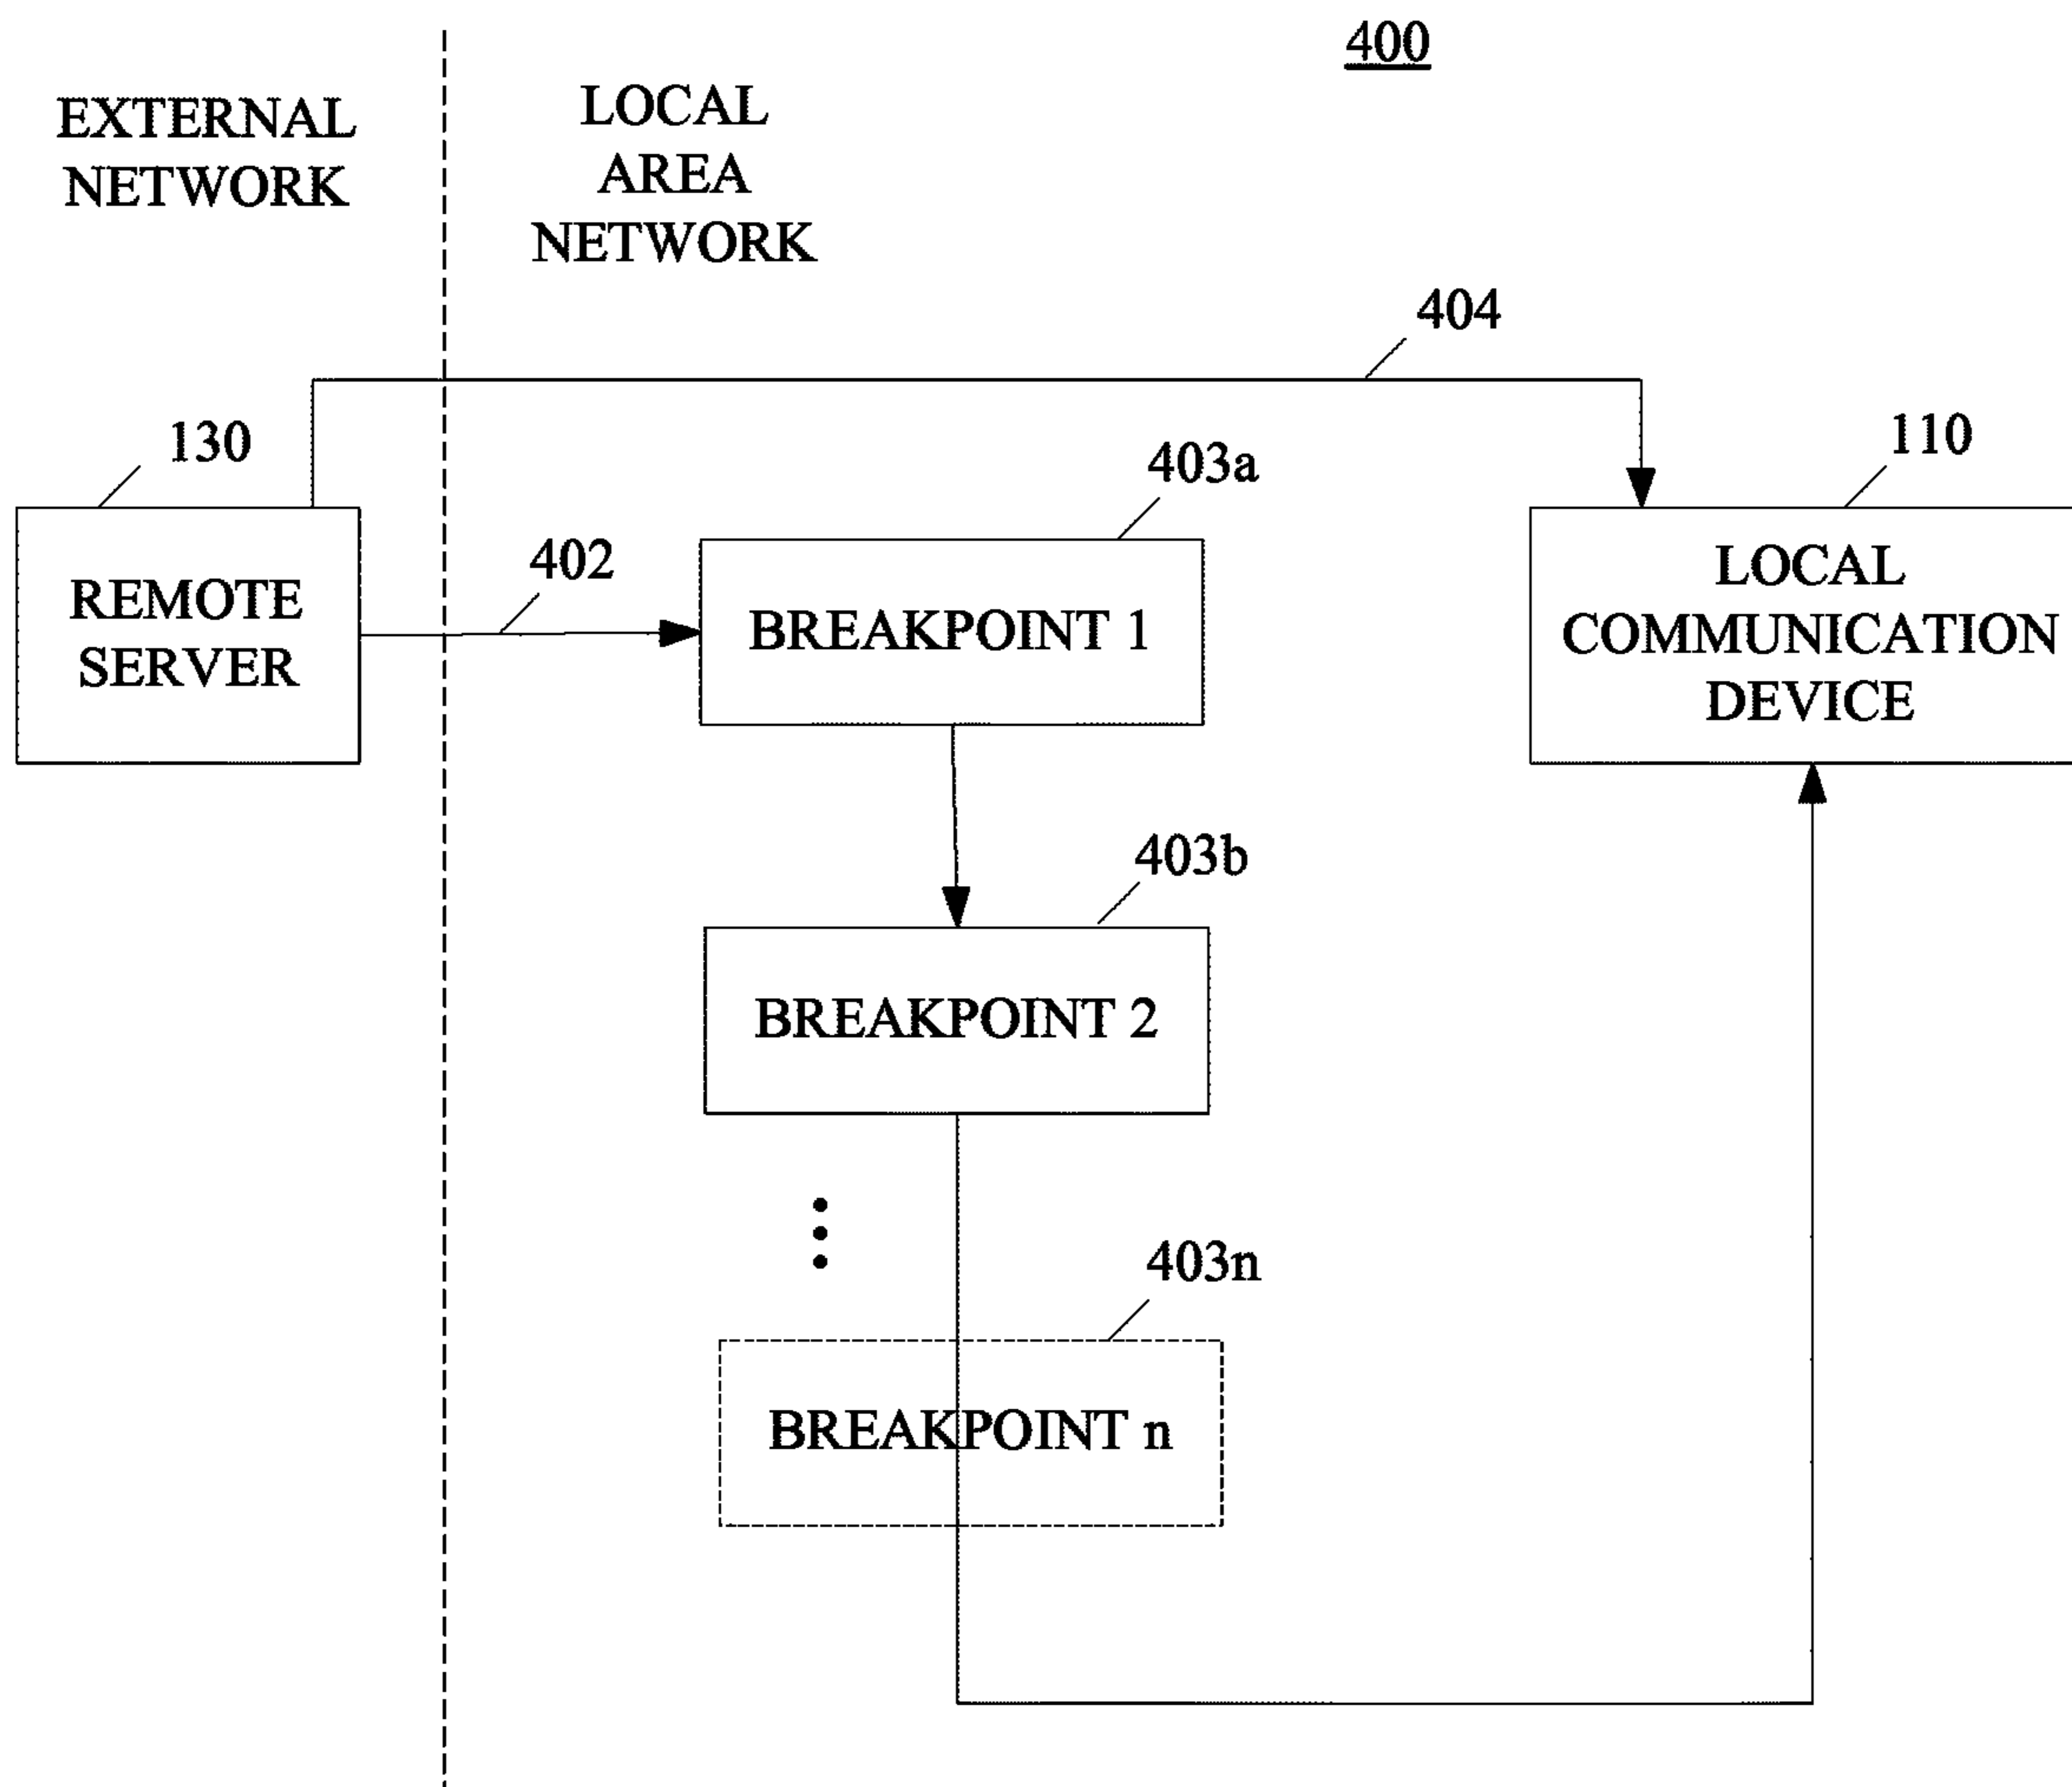 400
EXTERNAL
NETWORK
LOCAL
AREA
NETWORK
404
130
403a
110
402
REMOTE
SERVER
BREAKPOINT 1
LOCAL
COMMUNICATION
DEVICE
403b
BREAKPOINT 2
403n
BREAKPOINT n